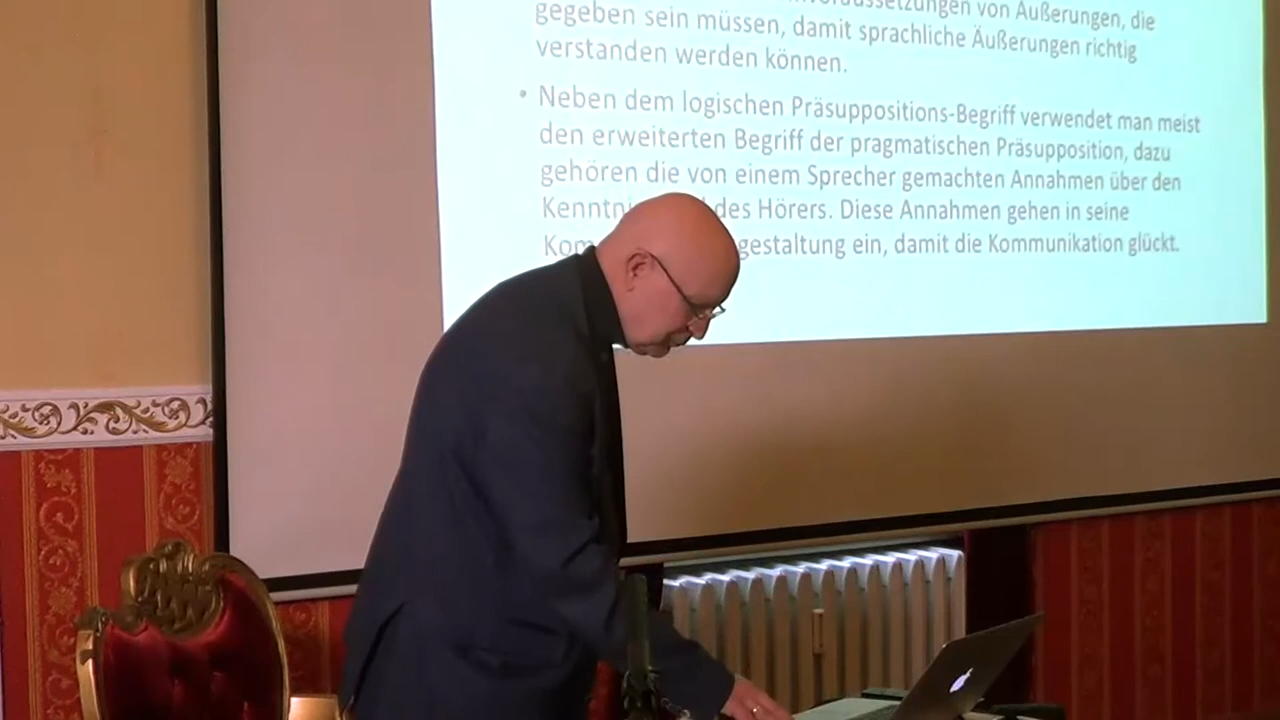 von Äußerungen, die
gegeben sein müssen, damit sprachliche Äußerungen richtig
verstanden werden können.
• Neben dem logischen Präsuppositions-Begriff verwendet man meist
den erweiterten Begriff der pragmatischen Präsupposition, dazu
gehören die von einem Sprecher gemachten Annahmen über den
des Hörers. Diese Annahmen gehen in seine
gestaltung ein, damit die Kommunikation glückt.